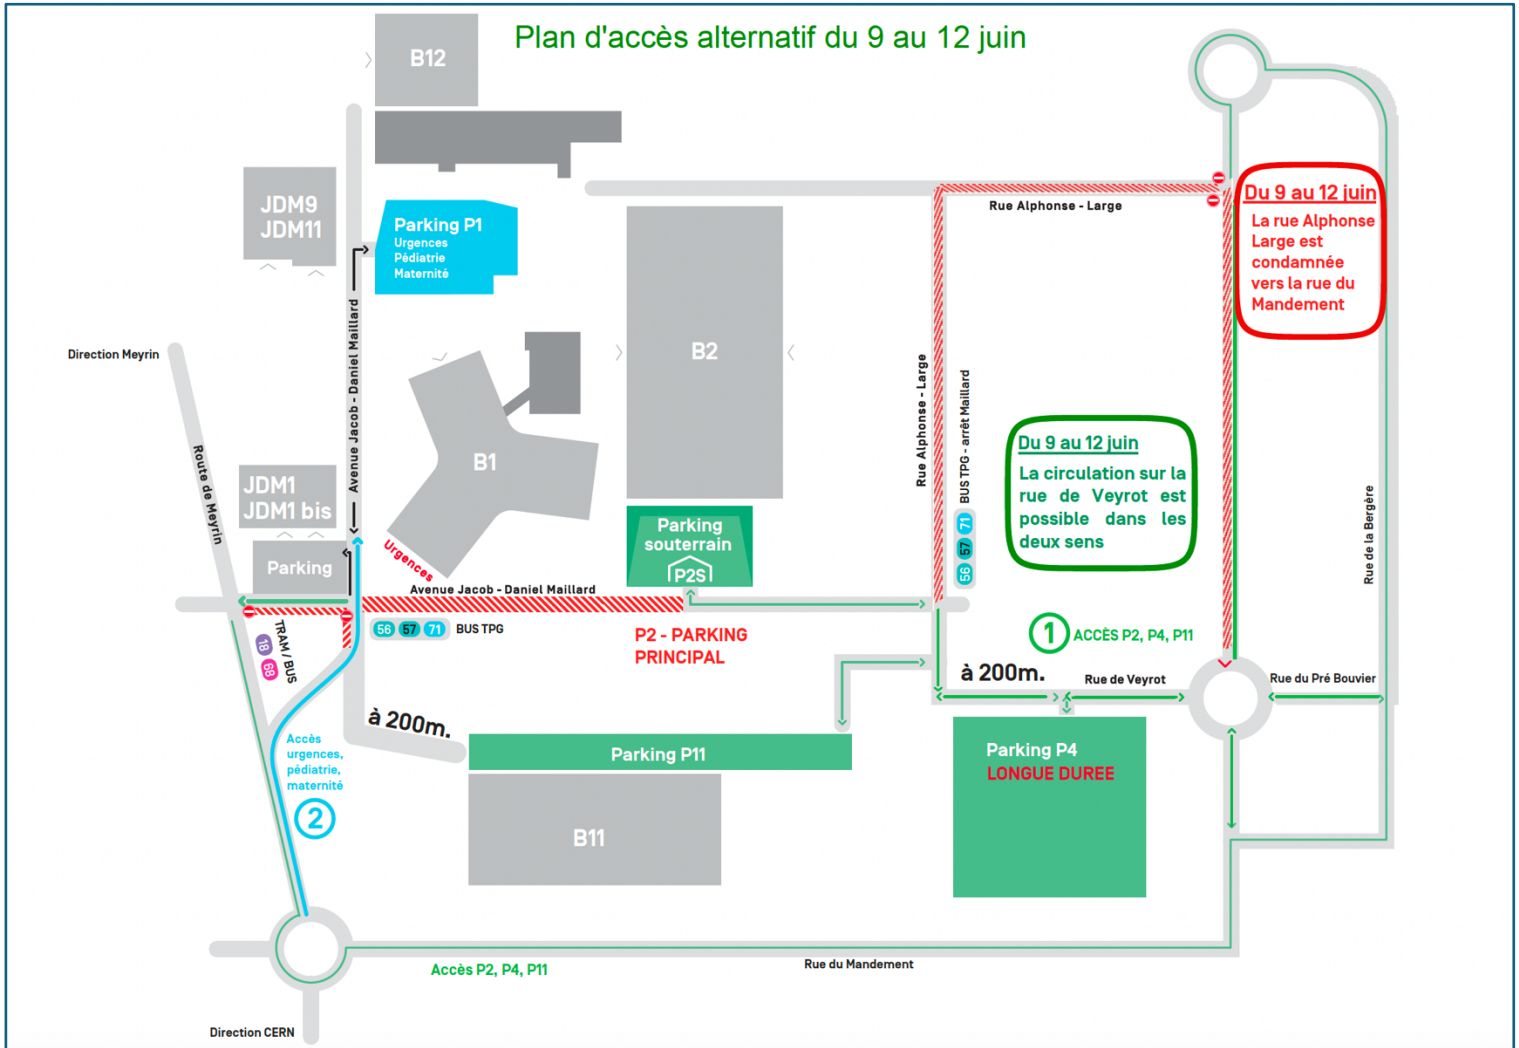 Plan d'accès alternatif du 9 au 12 juin
B12
JDM9
JDM11
Parking P1
Urgences
Pédiatrie
Maternité
Rue Alphonse - Large
Du 9 au 12 juin
La rue Alphonse
Large est
condamnée
vers la rue du
Mandement
Direction Meyrin
Avenue Jacob - Daniel Maillard
B2
Rue Alphonse - Large
BUS TPG - arrêt Maillard
56 57 71
Du 9 au 12 juin
La circulation sur la
rue de Veyrot est
possible dans les
deux sens
Rue de la Bergère
Route de Meyrin
JDM1
JDM1 bis
B1
Urgences
Parking
Parking
souterrain
P2S
Avenue Jacob - Daniel Maillard
56 57 71 BUS TPG
TRAM / BUS
18 68
P2 - PARKING
PRINCIPAL
1 ACCÈS P2, P4, P11
à 200m.
Rue de Veyrot
Rue du Pré Bouvier
à 200m.
Accès
urgences,
pédiatrie,
maternité
2
Parking P11
Parking P4
LONGUE DUREE
B11
Accès P2, P4, P11
Rue du Mandement
Direction CERN